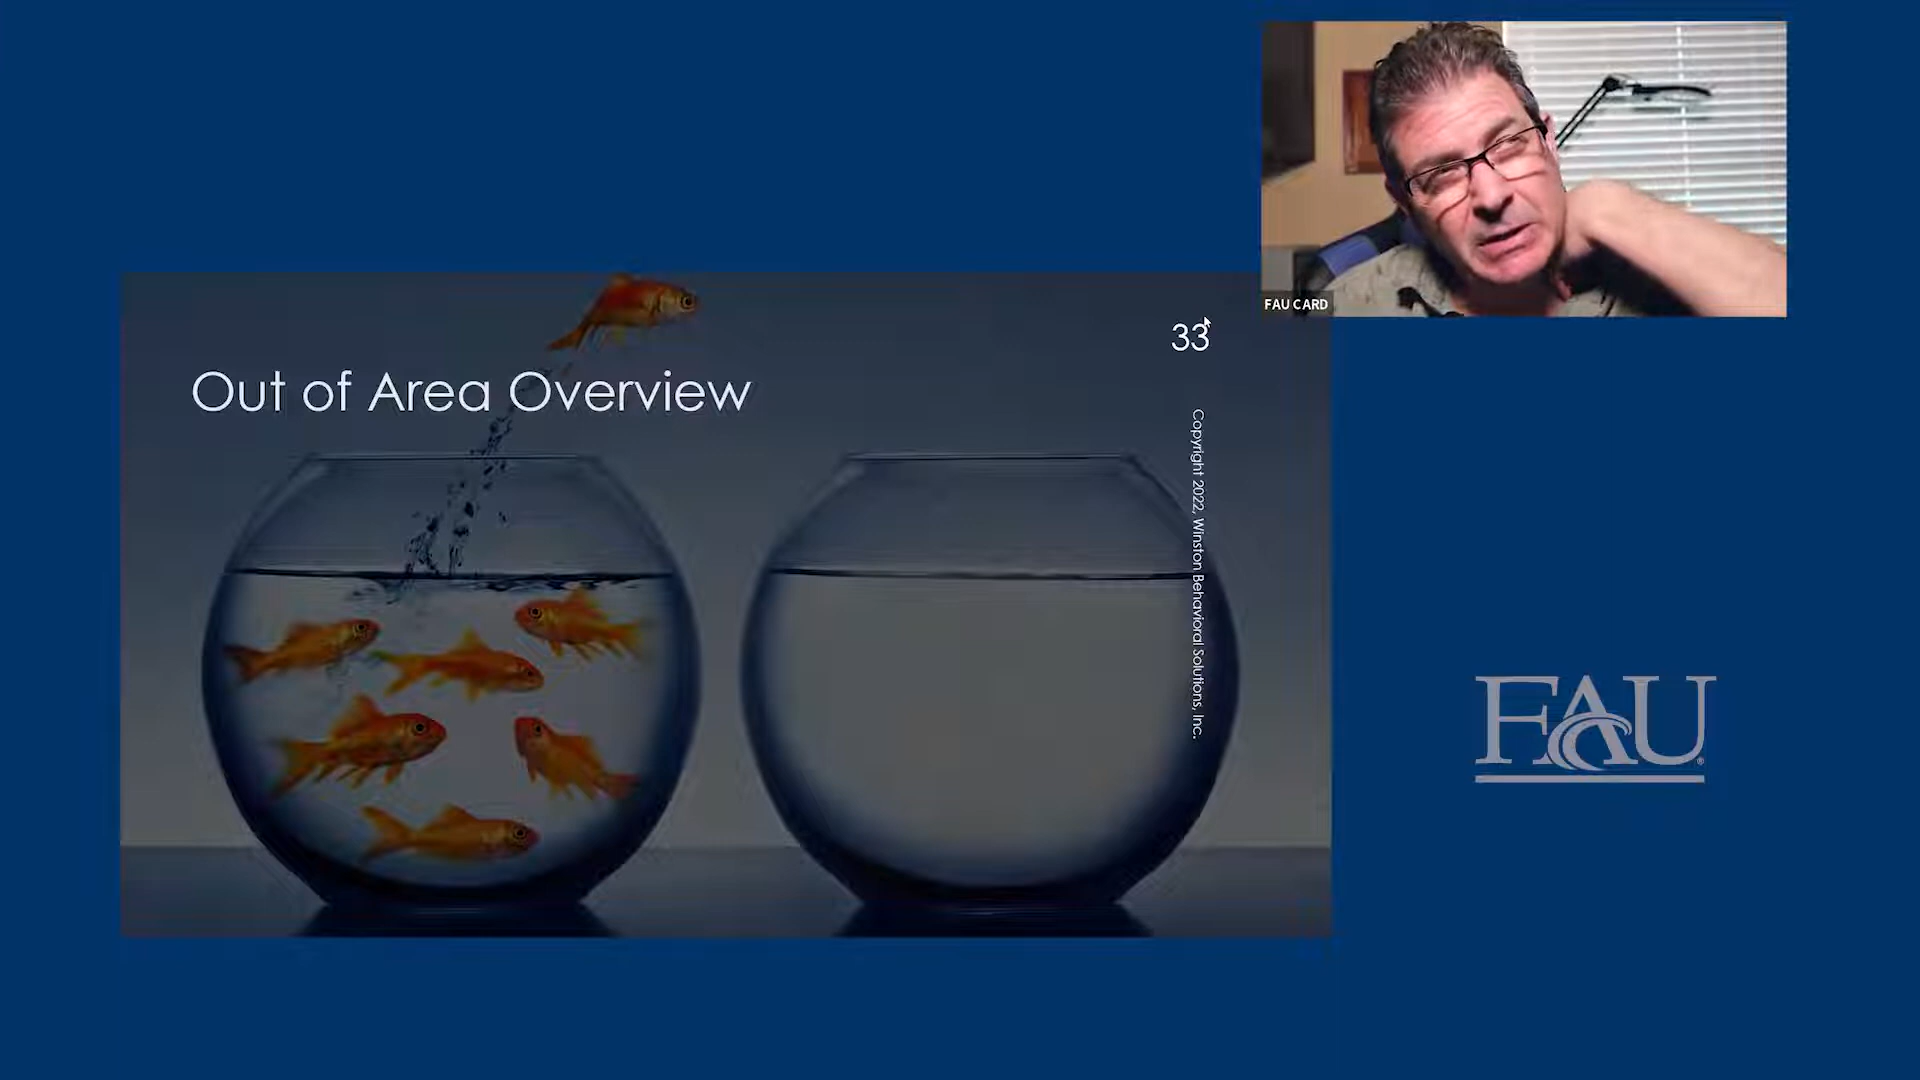 FAU CARD
33
Out of Area Overview
Copyright 2022, Winston Behavioral Solutions, Inc.
FAU®